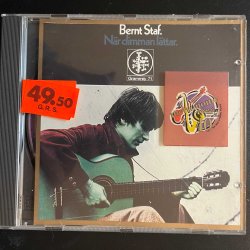 Bernt Staf.
När dimman lättar.
49.50
O.R.S.